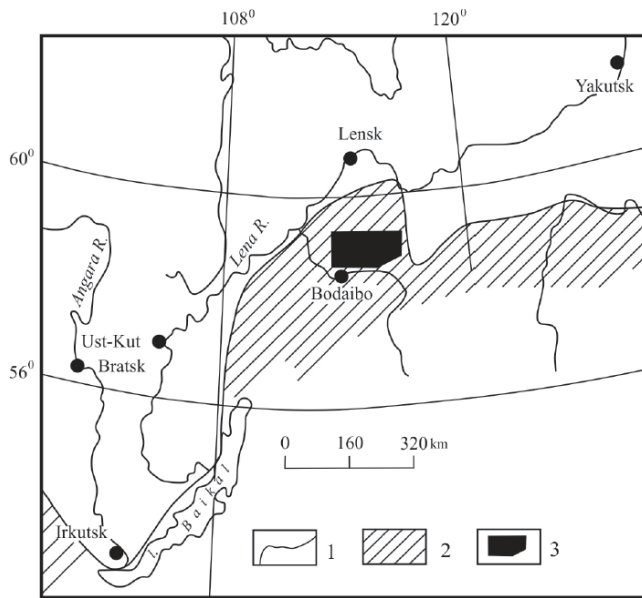 108⁰
120⁰
Yakutsk
Lensk
60⁰
Lena R.
Angara R.
Bodaibo
Ust-Kut
Bratsk
56⁰
0 160 320 km
l. Baikal
Irkutsk
1
2
3